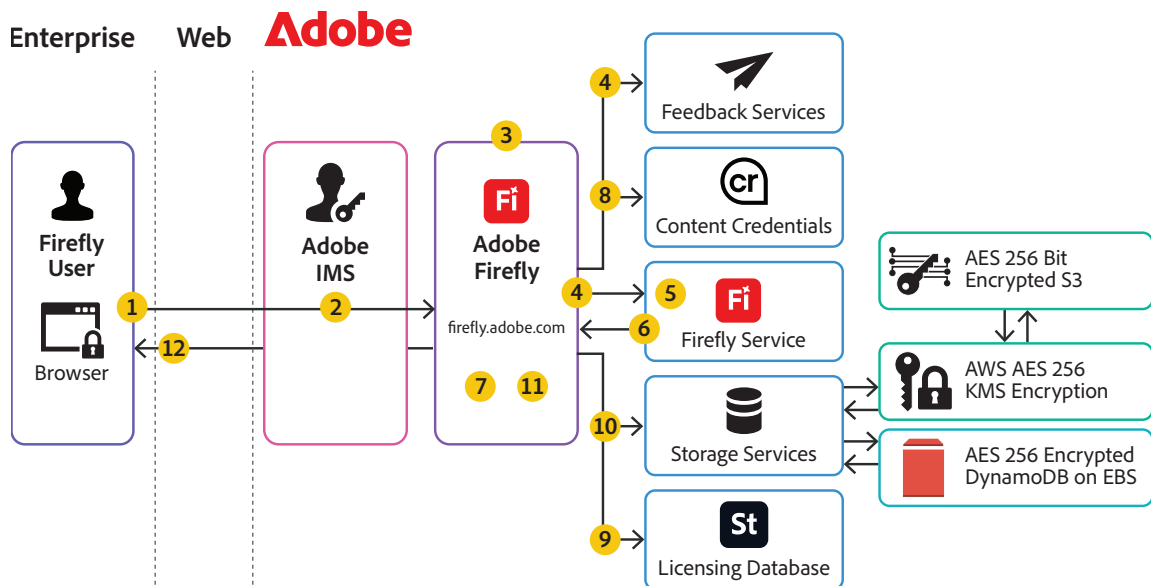 Enterprise
Web
Adobe
Firefly
User
Browser
1
12
Adobe
IMS
2
3
Fi
Adobe
Firefly
firefly.adobe.com
7
11
4
Feedback Services
8
cr
Content Credentials
4
5
6
Fi
Firefly Service
10
Storage Services
9
St
Licensing Database
AES 256 Bit
Encrypted S3
AWS AES 256
KMS Encryption
AES 256 Encrypted
DynamoDB on EBS